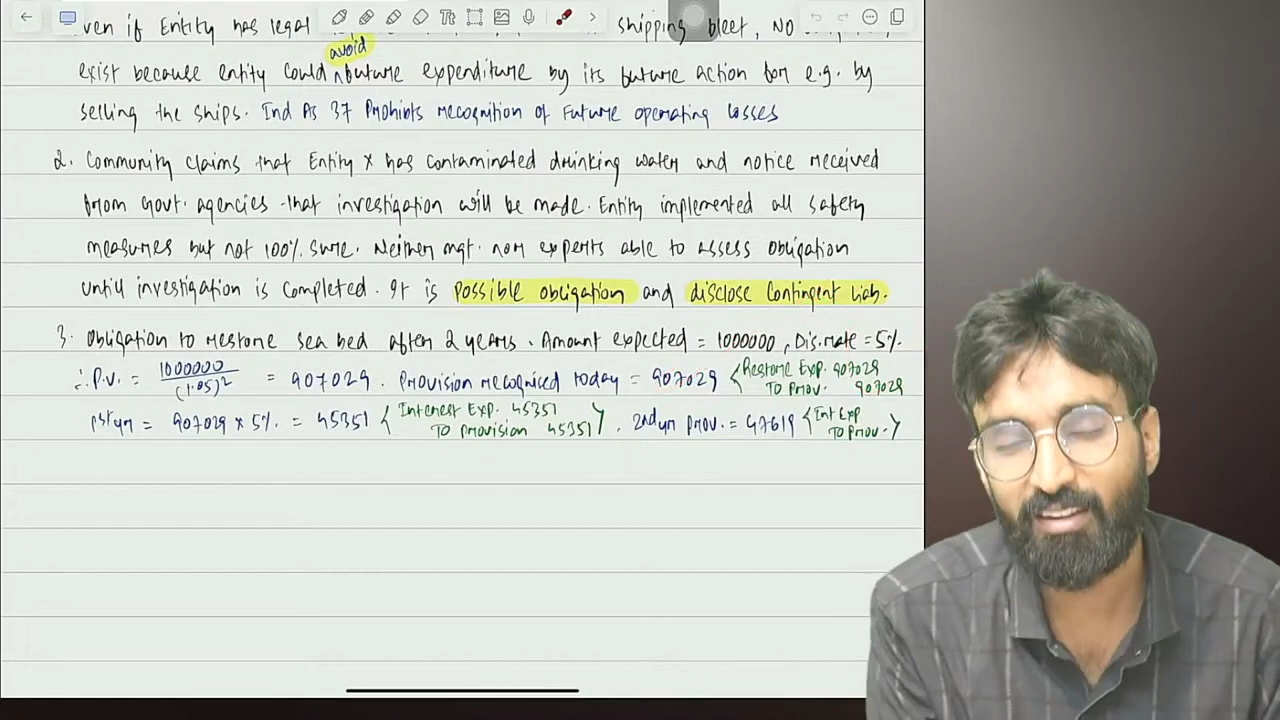 ven if Entity has legal shipping fleet, No
avoid
exist because entity could ^ future expenditure by its future action for e.g. by
selling the ships. Ind As 37 Prohibits recognition of Future operating losses
2. Community claims that Entity X has contaminated drinking water and notice received
from Govt. agencies that investigation will be made. Entity implemented all safety
measures but not 100% sure. Neither mgt. nor experts able to assess obligation
until investigation is completed. It is possible obligation and disclose Contingent Liab.
3. Obligation to restore sea bed after 2 years. Amount expected = 1000000, Dis.rate = 5%.
∴ P.V. = 1000000/(1.05)² = 907029. Provision recognised today = 907029 < Restore Exp. 907029 TO Prov. 907029
1st yr = 907029 × 5% = 45351 { Interest Exp. 45351 TO Provision 45351 }, 2nd yr Prov. = 47619 { Int Exp TO Prov. }